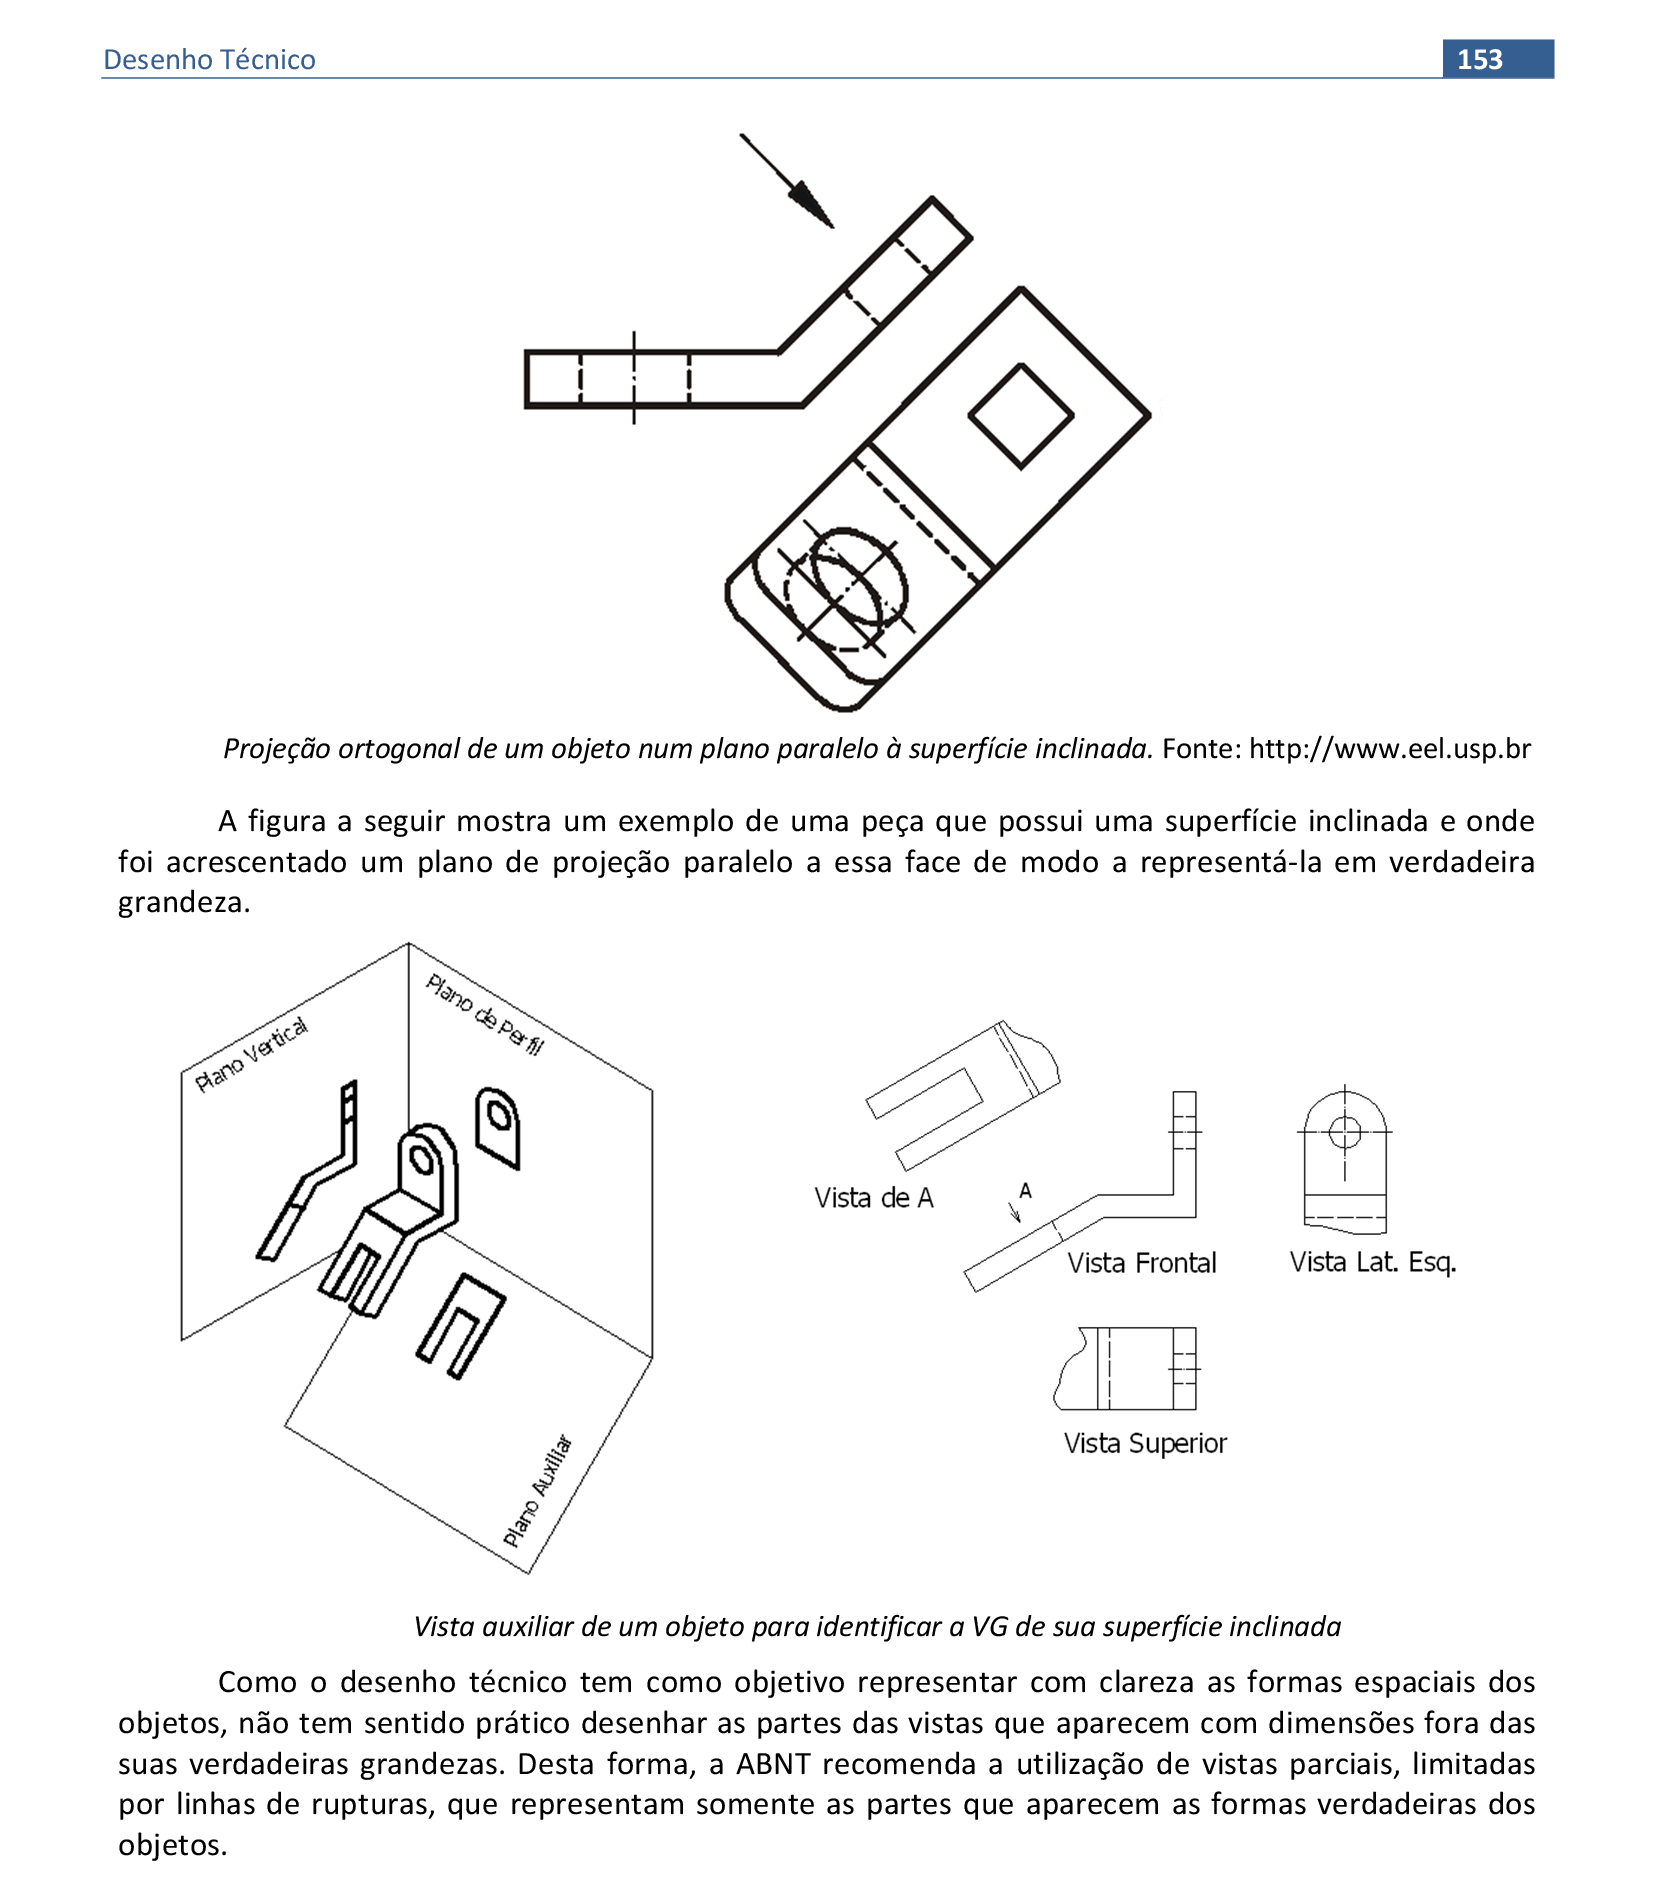 Desenho Técnico
153
Projeção ortogonal de um objeto num plano paralelo à superfície inclinada. Fonte: http://www.eel.usp.br
A figura a seguir mostra um exemplo de uma peça que possui uma superfície inclinada e onde
foi acrescentado um plano de projeção paralelo a essa face de modo a representá-la em verdadeira
grandeza.
Plano Vertical
Plano de Perfil
Plano Auxiliar
Vista de A
A
Vista Frontal
Vista Lat. Esq.
Vista Superior
Vista auxiliar de um objeto para identificar a VG de sua superfície inclinada
Como o desenho técnico tem como objetivo representar com clareza as formas espaciais dos
objetos, não tem sentido prático desenhar as partes das vistas que aparecem com dimensões fora das
suas verdadeiras grandezas. Desta forma, a ABNT recomenda a utilização de vistas parciais, limitadas
por linhas de rupturas, que representam somente as partes que aparecem as formas verdadeiras dos
objetos.